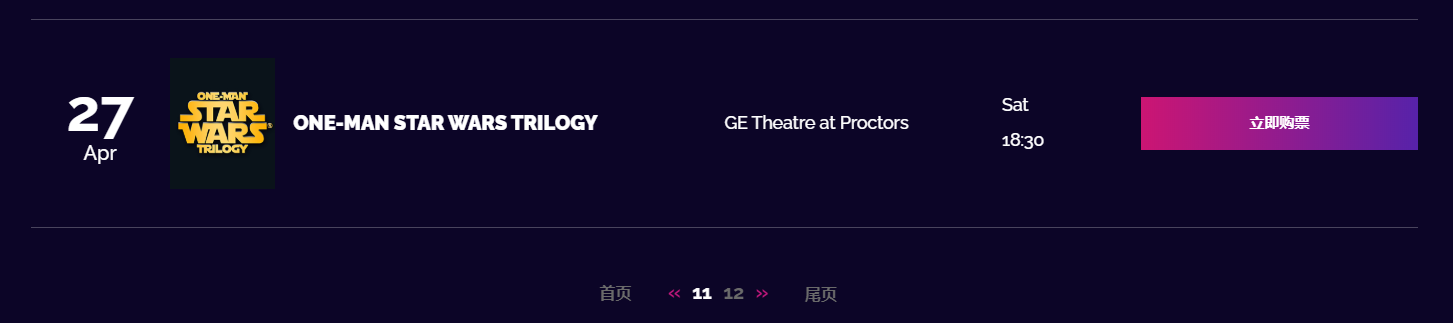 27
Apr
ONE-MAN
STAR
WARS®
TRILOGY
ONE-MAN STAR WARS TRILOGY
GE Theatre at Proctors
Sat
18:30
立即购票
首页 « 11 12 » 尾页